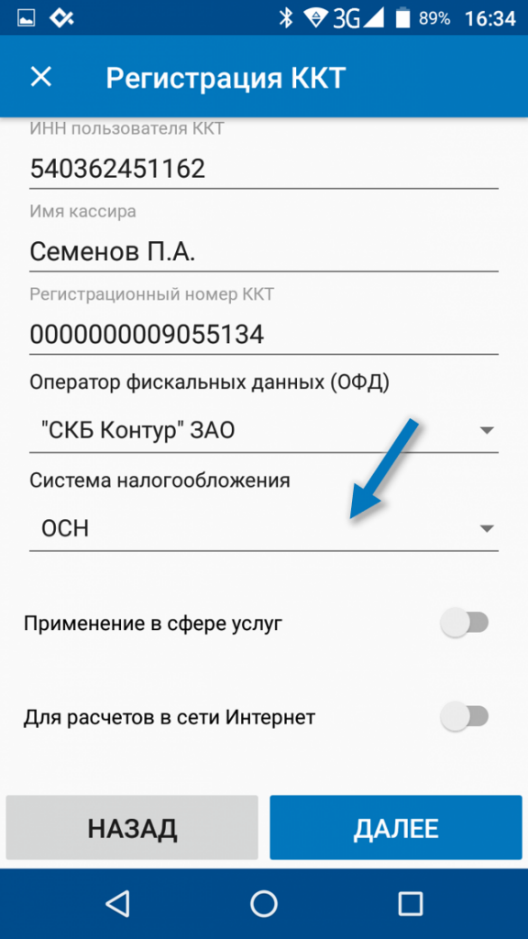 3G 89% 16:34
Регистрация ККТ
ИНН пользователя ККТ
540362451162
Имя кассира
Семенов П.А.
Регистрационный номер ККТ
0000000009055134
Оператор фискальных данных (ОФД)
"СКБ Контур" ЗАО
Система налогообложения
ОСН
Применение в сфере услуг
Для расчетов в сети Интернет
НАЗАД ДАЛЕЕ